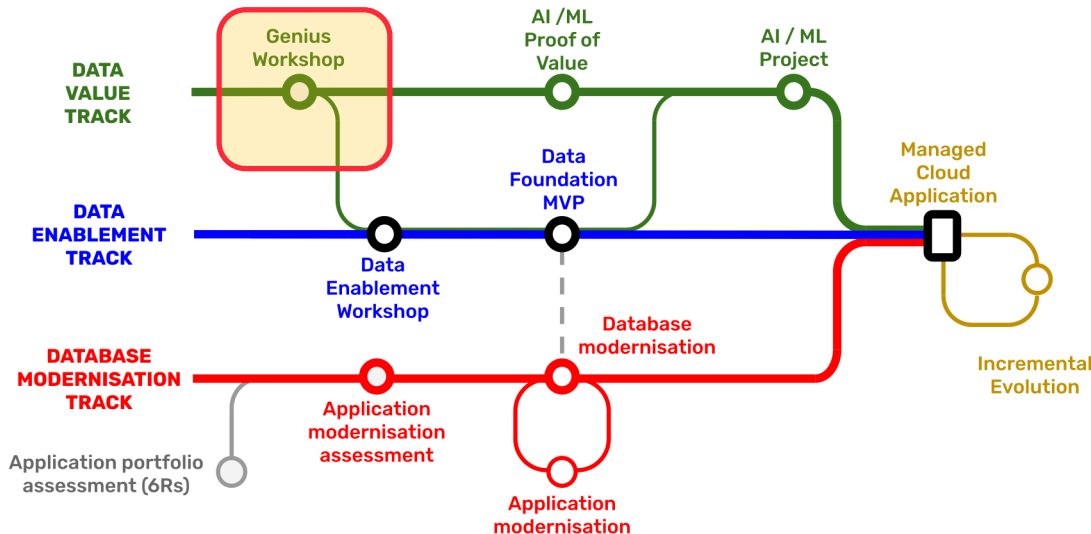 Genius
Workshop
AI /ML
Proof of
Value
AI / ML
Project
DATA
VALUE
TRACK
Data
Foundation
MVP
Managed
Cloud
Application
DATA
ENABLEMENT
TRACK
Data
Enablement
Workshop
Database
modernisation
DATABASE
MODERNISATION
TRACK
Incremental
Evolution
Application
modernisation
assessment
Application portfolio
assessment (6Rs)
Application
modernisation